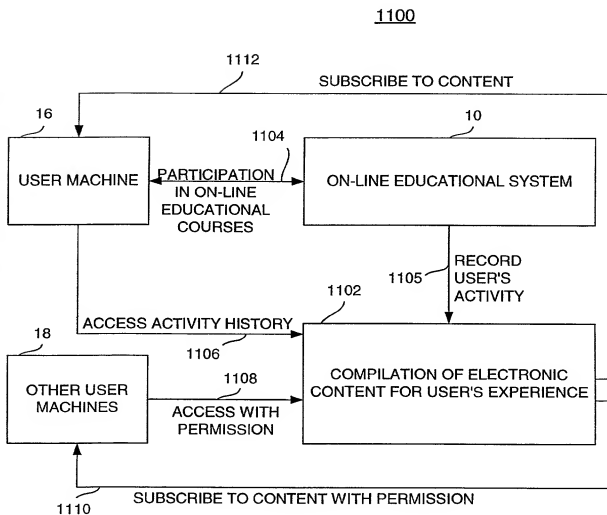 1100
1112
SUBSCRIBE TO CONTENT
16
10
1104
USER MACHINE
PARTICIPATION
IN ON-LINE
EDUCATIONAL
COURSES
ON-LINE EDUCATIONAL SYSTEM
1105
RECORD
USER'S
ACTIVITY
1102
ACCESS ACTIVITY HISTORY
1106
18
OTHER USER
MACHINES
1108
ACCESS WITH
PERMISSION
COMPILATION OF ELECTRONIC
CONTENT FOR USER'S EXPERIENCE
1110
SUBSCRIBE TO CONTENT WITH PERMISSION